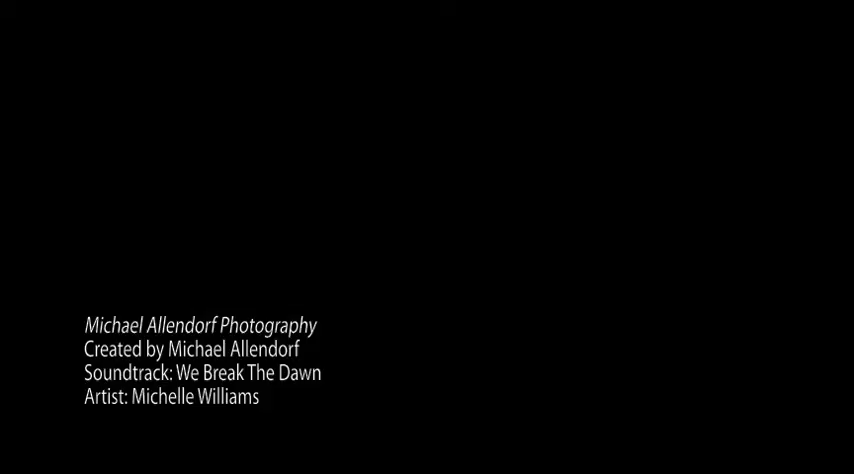 Michael Allendorf Photography
Created by Michael Allendorf
Soundtrack: We Break The Dawn
Artist: Michelle Williams